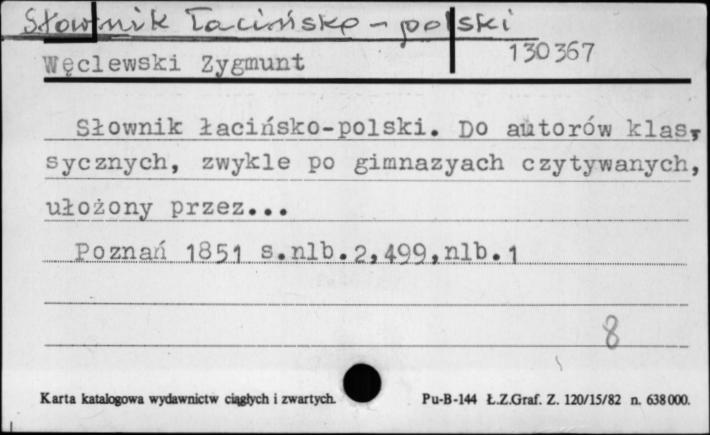 Słownik łacińsko-polski
Węclewski Zygmunt 130367
Słownik łacińsko-polski. Do autorów klas,
sycznych, zwykle po gimnazyach czytywanych,
ułożony przez...
Poznań 1851 s.nlb.2,499,nlb.1
8
Karta katalogowa wydawnictw ciągłych i zwartych. Pu-B-144 Ł.Z.Graf. Z. 120/15/82 n. 638000.